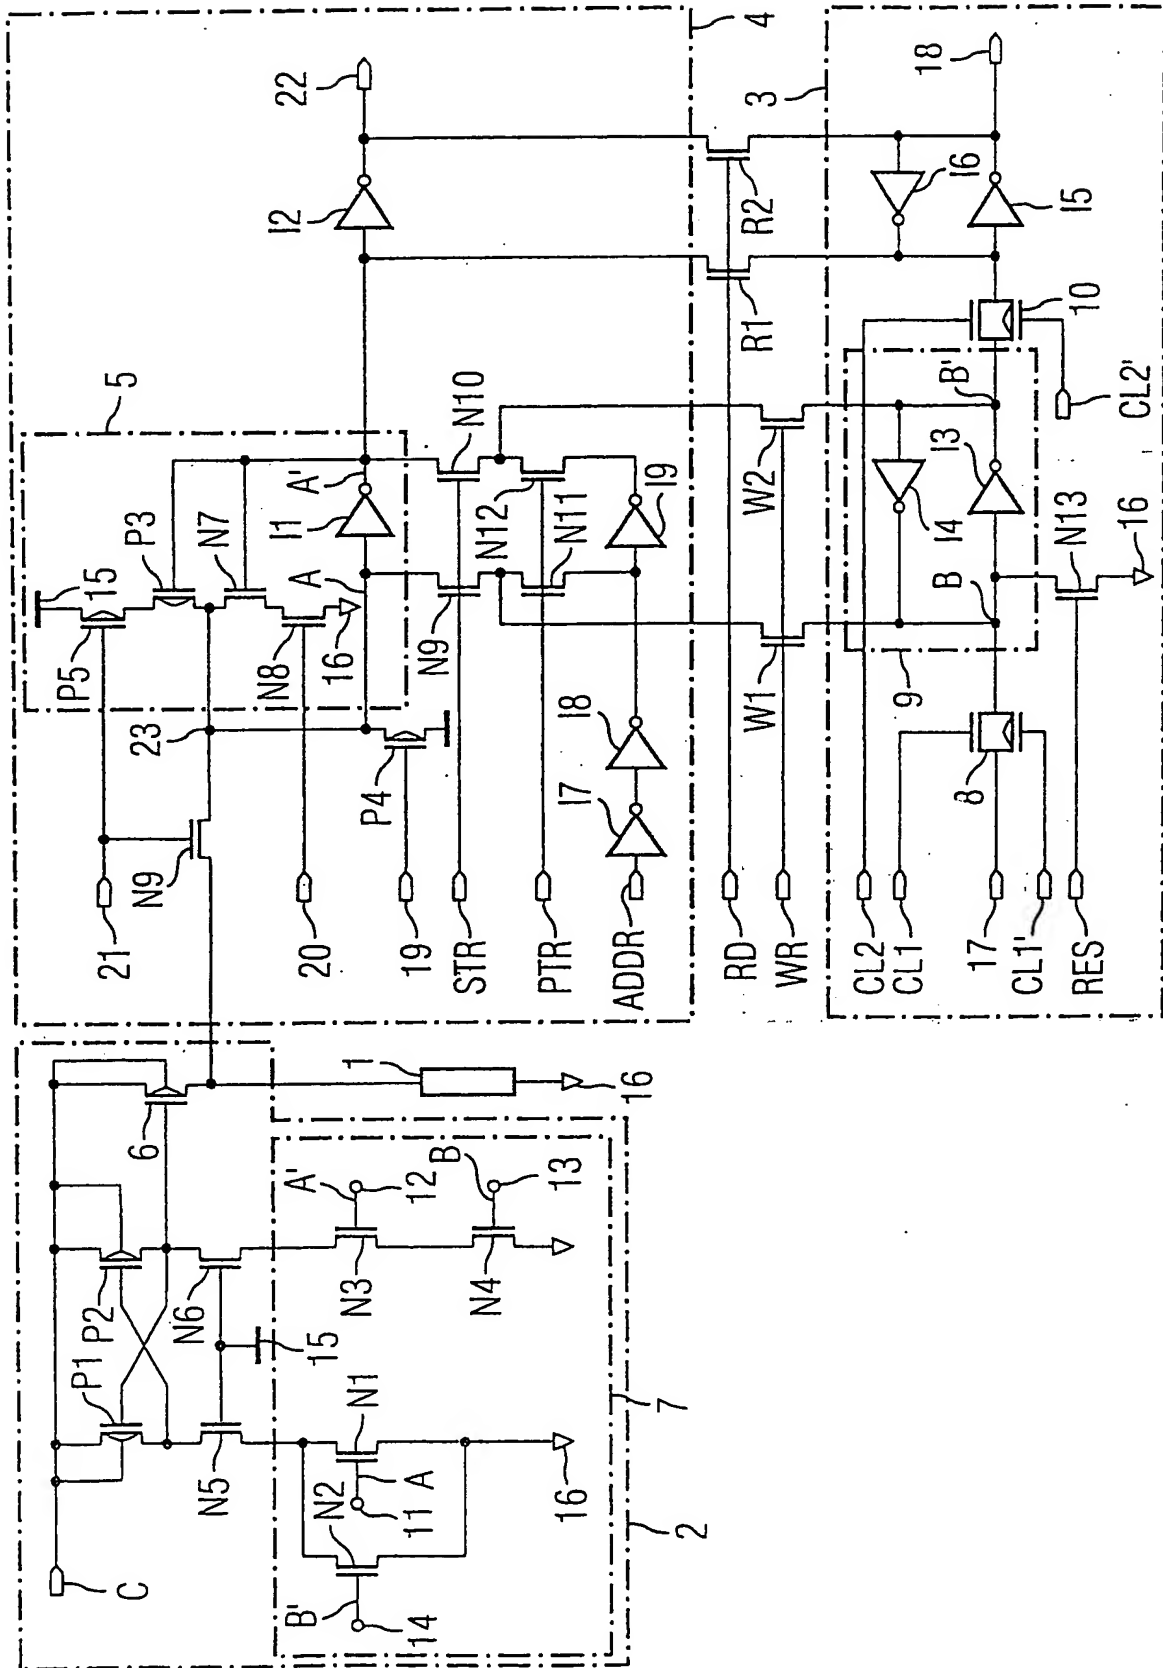 C
P1
P2
6
N5
N6
15
1
16
N2
N1
A
11
B'
14
16
A'
12
N3
B
13
N4
7
2
21
N9
23
P5
15
P3
N7
N8
16
5
20
19
P4
A
I1
A'
I2
22
4
STR
N9
N10
PTR
N12
N11
ADDR
I7
I8
I9
RD
R1
R2
WR
W1
W2
3
CL2
CL1
17
CL1'
RES
8
9
B
I4
I3
B'
N13
16
10
CL2'
I6
I5
18